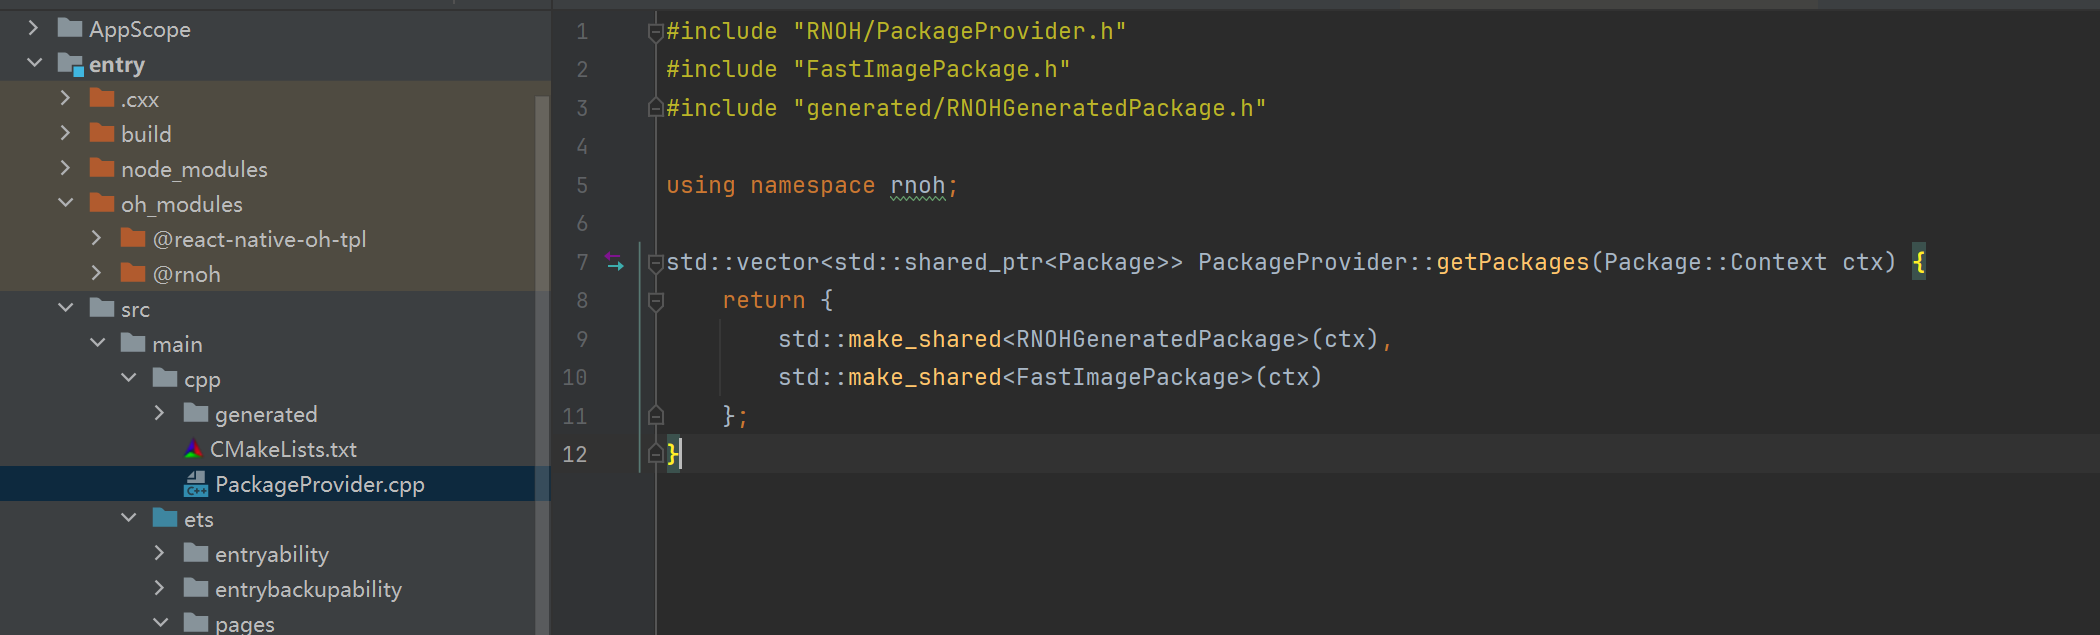 AppScope
entry
.cxx
build
node_modules
oh_modules
@react-native-oh-tpl
@rnoh
src
main
cpp
generated
CMakeLists.txt
PackageProvider.cpp
ets
entryability
entrybackupability
pages
1 #include "RNOH/PackageProvider.h"
2 #include "FastImagePackage.h"
3 #include "generated/RNOHGeneratedPackage.h"
4
5 using namespace rnoh;
6
7 std::vector<std::shared_ptr<Package>> PackageProvider::getPackages(Package::Context ctx) {
8     return {
9         std::make_shared<RNOHGeneratedPackage>(ctx),
10         std::make_shared<FastImagePackage>(ctx)
11     };
12 }